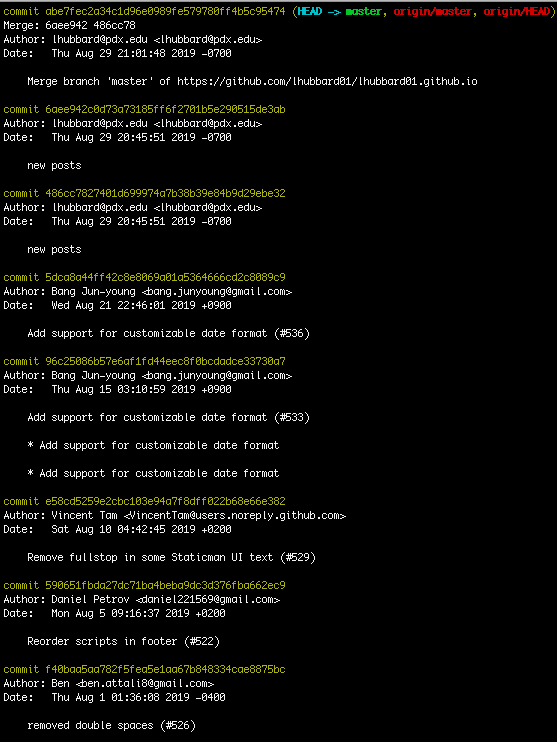 commit abe7fec2a34c1d96e0989fe579780ff4b5c95474 (HEAD -> master, origin/master, origin/HEAD)
Merge: 6aee942 486cc78
Author: lhubbard@pdx.edu <lhubbard@pdx.edu>
Date:   Thu Aug 29 21:01:48 2019 -0700
    Merge branch 'master' of https://github.com/lhubbard01/lhubbard01.github.io
commit 6aee942c0d73a73185ff6f2701b5e290515de3ab
Author: lhubbard@pdx.edu <lhubbard@pdx.edu>
Date:   Thu Aug 29 20:45:51 2019 -0700
    new posts
commit 486cc7827401d699974a7b38b39e84b9d29ebe32
Author: lhubbard@pdx.edu <lhubbard@pdx.edu>
Date:   Thu Aug 29 20:45:51 2019 -0700
    new posts
commit 5dca8a44ff42c8e8069a01a5364666cd2c8089c9
Author: Bang Jun-young <bang.junyoung@gmail.com>
Date:   Wed Aug 21 22:46:01 2019 +0900
    Add support for customizable date format (#536)
commit 96c25086b57e6af1fd44eec8f0bcdadce33730a7
Author: Bang Jun-young <bang.junyoung@gmail.com>
Date:   Thu Aug 15 03:10:59 2019 +0900
    Add support for customizable date format (#533)
    * Add support for customizable date format
    * Add support for customizable date format
commit e58cd5259e2cbc103e94a7f8dff022b68e66e382
Author: Vincent Tam <VincentTam@users.noreply.github.com>
Date:   Sat Aug 10 04:42:45 2019 +0200
    Remove fullstop in some Staticman UI text (#529)
commit 590651fbda27dc71ba4beba9dc3d376fba662ec9
Author: Daniel Petrov <daniel221569@gmail.com>
Date:   Mon Aug 5 09:16:37 2019 +0200
    Reorder scripts in footer (#522)
commit f40baa5aa782f5fea5e1aa67b848334cae8875bc
Author: Ben <ben.attali8@gmail.com>
Date:   Thu Aug 1 01:36:08 2019 -0400
    removed double spaces (#526)